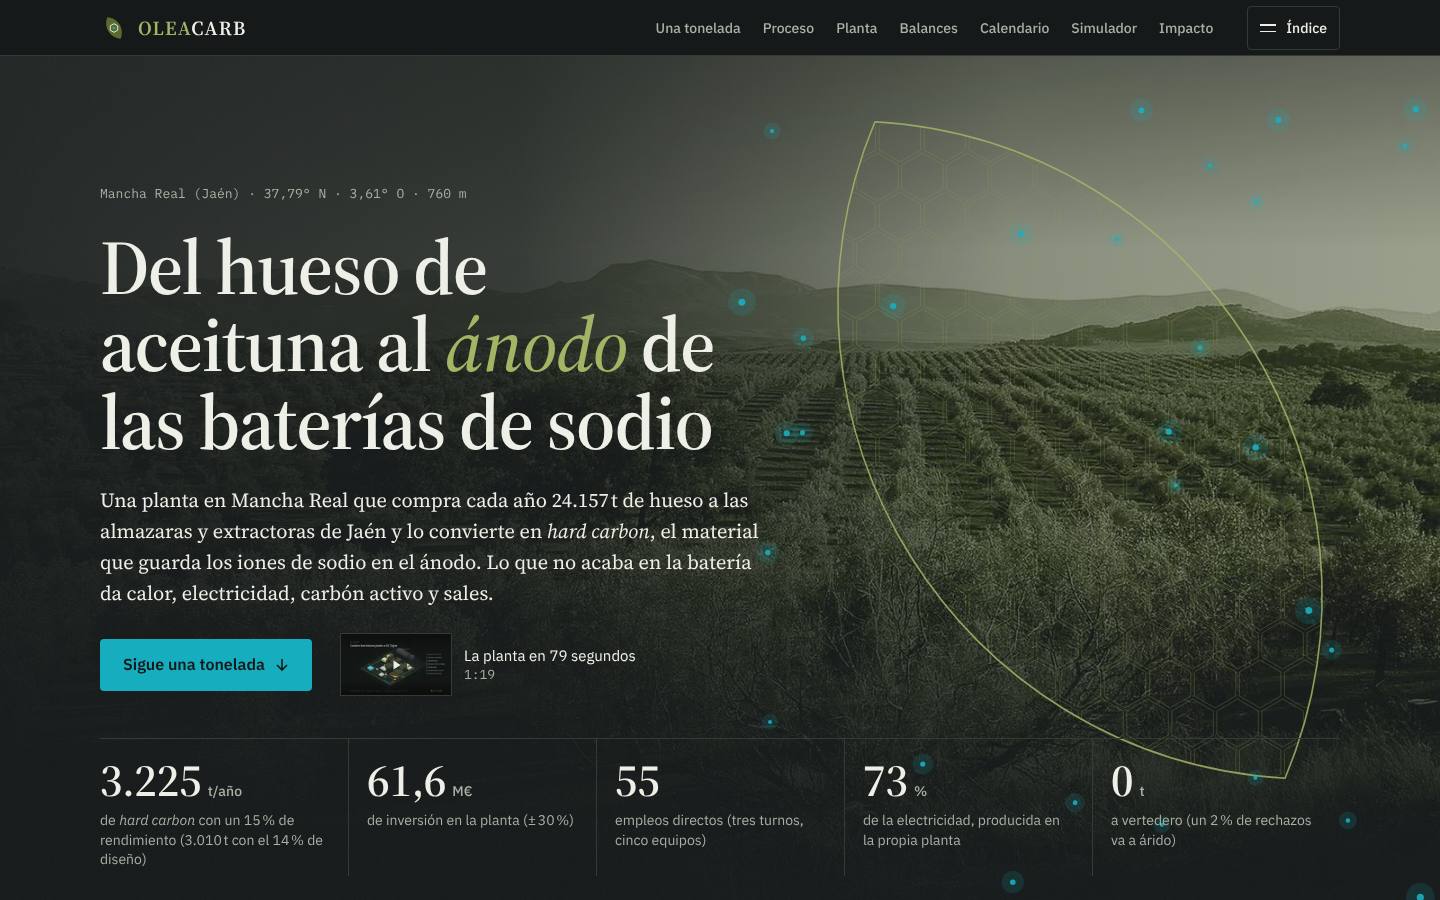 OLEACARB
Una tonelada Proceso Planta Balances Calendario Simulador Impacto Índice
Mancha Real (Jaén) · 37,79° N · 3,61° O · 760 m
Del hueso de
aceituna al ánodo de
las baterías de sodio
Una planta en Mancha Real que compra cada año 24.157 t de hueso a las
almazaras y extractoras de Jaén y lo convierte en hard carbon, el material
que guarda los iones de sodio en el ánodo. Lo que no acaba en la batería
da calor, electricidad, carbón activo y sales.
Sigue una tonelada ↓
La planta en 79 segundos
1:19
3.225 t/año
de hard carbon con un 15 % de
rendimiento (3.010 t con el 14 % de
diseño)
61,6 M€
de inversión en la planta (± 30 %)
55
empleos directos (tres turnos,
cinco equipos)
73 %
de la electricidad, producida en
la propia planta
0 t
a vertedero (un 2 % de rechazos
va a árido)